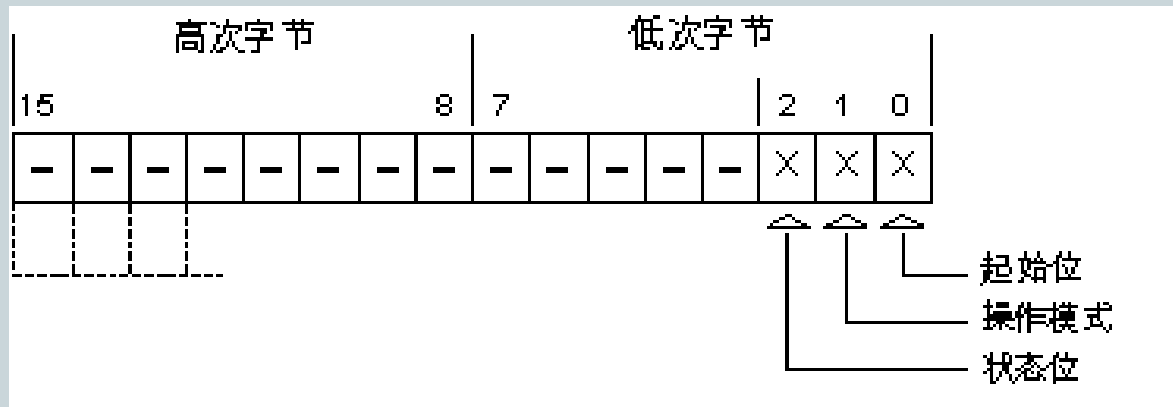 高次字节 低次字节
15 8 7 2 1 0
– – – – – – – – – – – – – X X X
起始位
操作模式
状态位